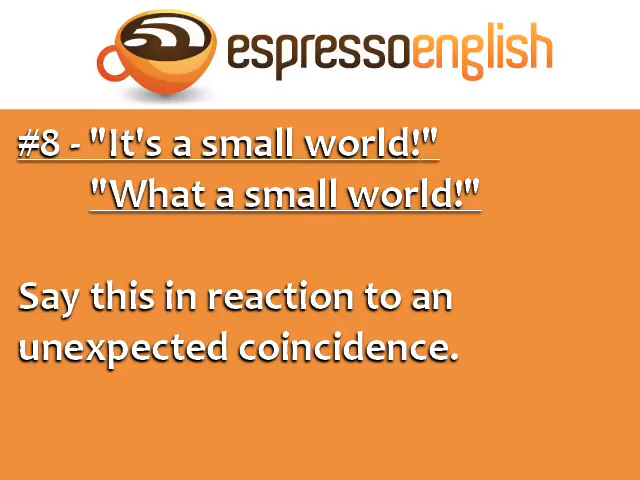 espressoenglish
#8 - "It's a small world!"
"What a small world!"
Say this in reaction to an
unexpected coincidence.